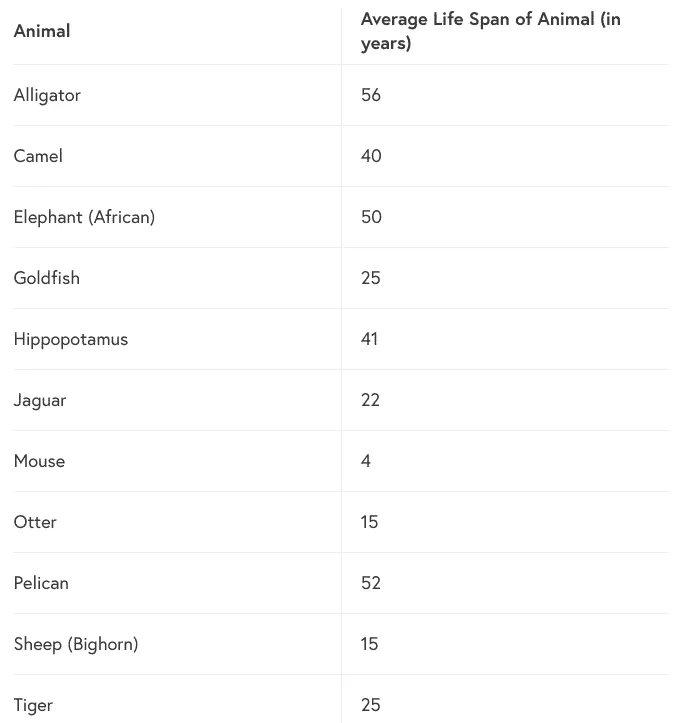 Animal
Average Life Span of Animal (in
years)
Alligator 56
Camel 40
Elephant (African) 50
Goldfish 25
Hippopotamus 41
Jaguar 22
Mouse 4
Otter 15
Pelican 52
Sheep (Bighorn) 15
Tiger 25